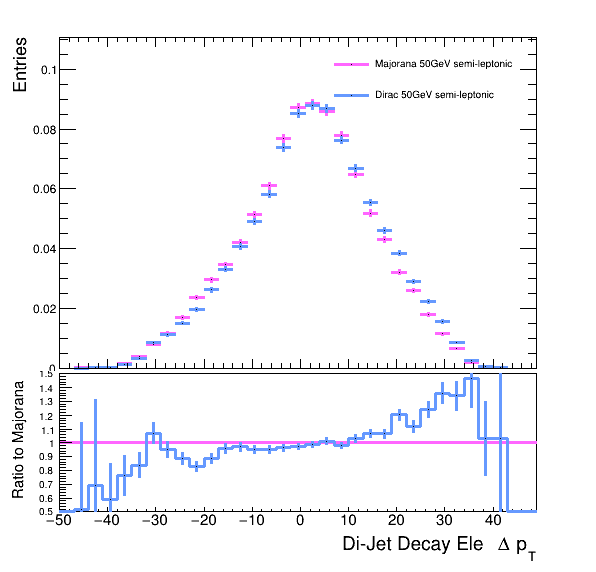 Entries
0.1
0.08
0.06
0.04
0.02
0
Majorana 50GeV semi-leptonic
Dirac 50GeV semi-leptonic
Ratio to Majorana
1.5
1.4
1.3
1.2
1.1
1
0.9
0.8
0.7
0.6
0.5
−50 −40 −30 −20 −10 0 10 20 30 40
Di-Jet Decay Ele Δ pT